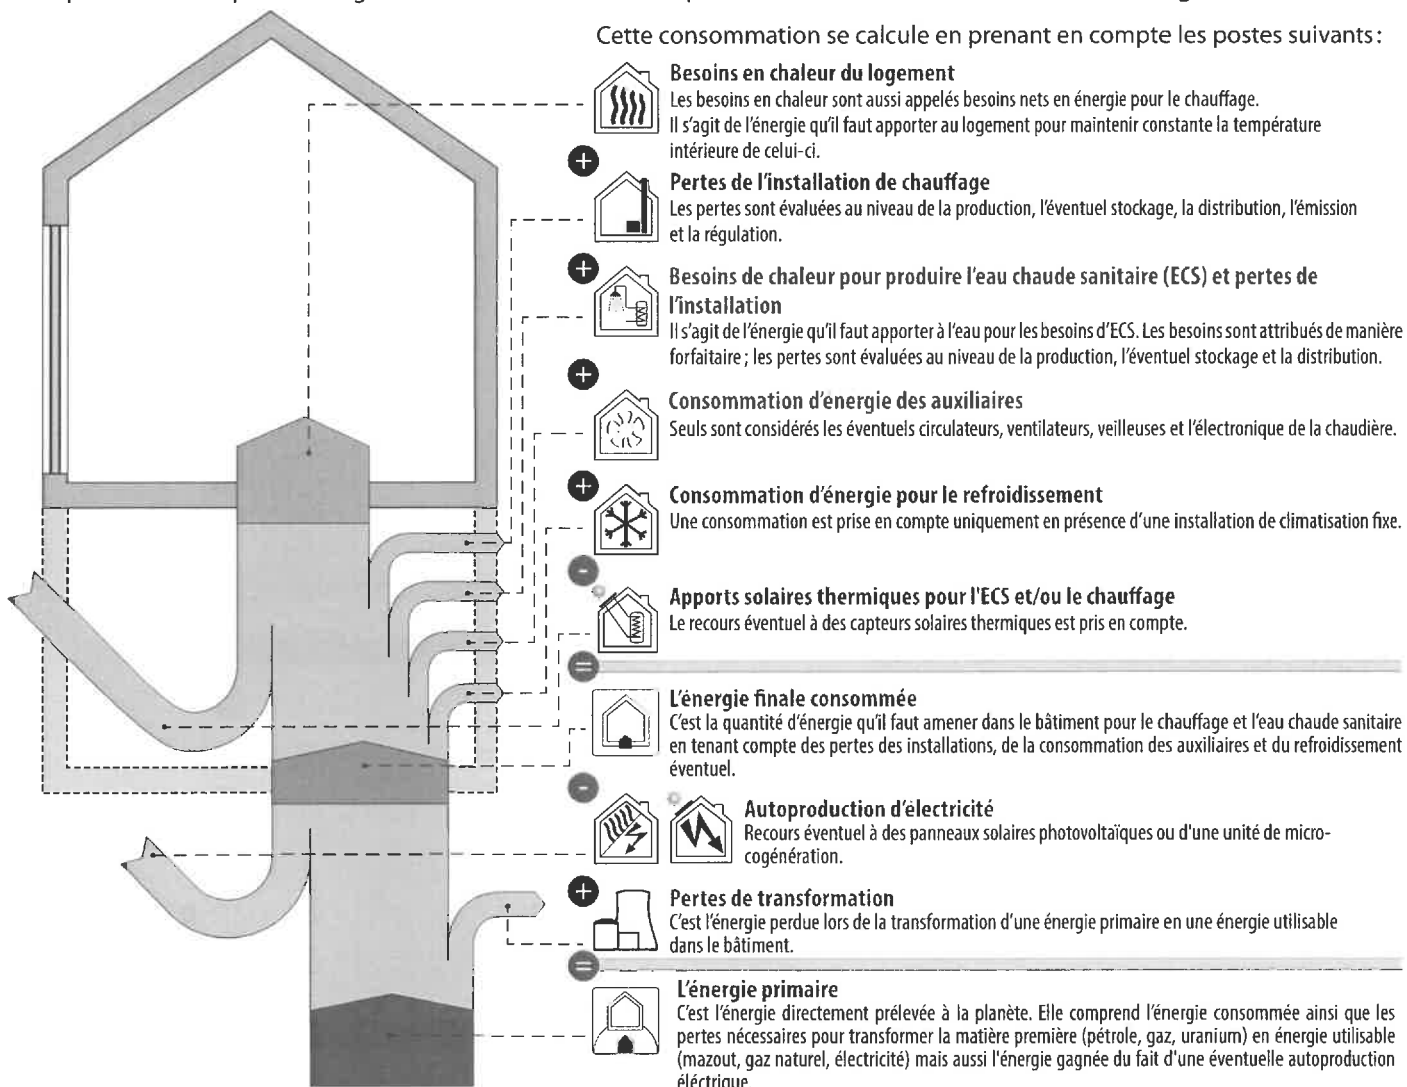 Cette consommation se calcule en prenant en compte les postes suivants :
Besoins en chaleur du logement
Les besoins en chaleur sont aussi appelés besoins nets en énergie pour le chauffage.
Il s'agit de l'énergie qu'il faut apporter au logement pour maintenir constante la température
intérieure de celui-ci.
+
Pertes de l'installation de chauffage
Les pertes sont évaluées au niveau de la production, l'éventuel stockage, la distribution, l'émission
et la régulation.
+
Besoins de chaleur pour produire l'eau chaude sanitaire (ECS) et pertes de
l'installation
Il s'agit de l'énergie qu'il faut apporter à l'eau pour les besoins d'ECS. Les besoins sont attribués de manière
forfaitaire ; les pertes sont évaluées au niveau de la production, l'éventuel stockage et la distribution.
+
Consommation d'énergie des auxiliaires
Seuls sont considérés les éventuels circulateurs, ventilateurs, veilleuses et l'électronique de la chaudière.
+
Consommation d'énergie pour le refroidissement
Une consommation est prise en compte uniquement en présence d'une installation de climatisation fixe.
-
Apports solaires thermiques pour l'ECS et/ou le chauffage
Le recours éventuel à des capteurs solaires thermiques est pris en compte.
=
L'énergie finale consommée
C'est la quantité d'énergie qu'il faut amener dans le bâtiment pour le chauffage et l'eau chaude sanitaire
en tenant compte des pertes des installations, de la consommation des auxiliaires et du refroidissement
éventuel.
-
Autoproduction d'électricité
Recours éventuel à des panneaux solaires photovoltaïques ou d'une unité de micro-
cogénération.
+
Pertes de transformation
C'est l'énergie perdue lors de la transformation d'une énergie primaire en une énergie utilisable
dans le bâtiment.
=
L'énergie primaire
C'est l'énergie directement prélevée à la planète. Elle comprend l'énergie consommée ainsi que les
pertes nécessaires pour transformer la matière première (pétrole, gaz, uranium) en énergie utilisable
(mazout, gaz naturel, électricité) mais aussi l'énergie gagnée du fait d'une éventuelle autoproduction
éléctrique